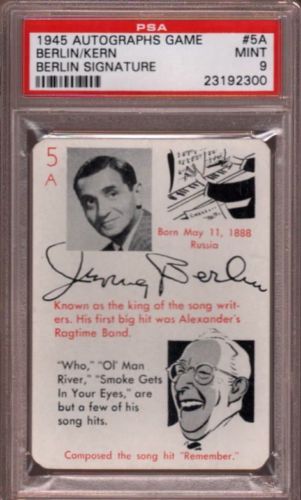 PSA
1945 AUTOGRAPHS GAME #5A
BERLIN/KERN MINT
BERLIN SIGNATURE 9
23192300
5
A
Born May 11, 1888
Russia
Irving Berlin
Known as the king of the song writ-
ers. His first big hit was Alexander's
Ragtime Band.
"Who," "Ol' Man
River," "Smoke Gets
In Your Eyes," are
but a few of his
song hits.
Composed the song hit "Remember."